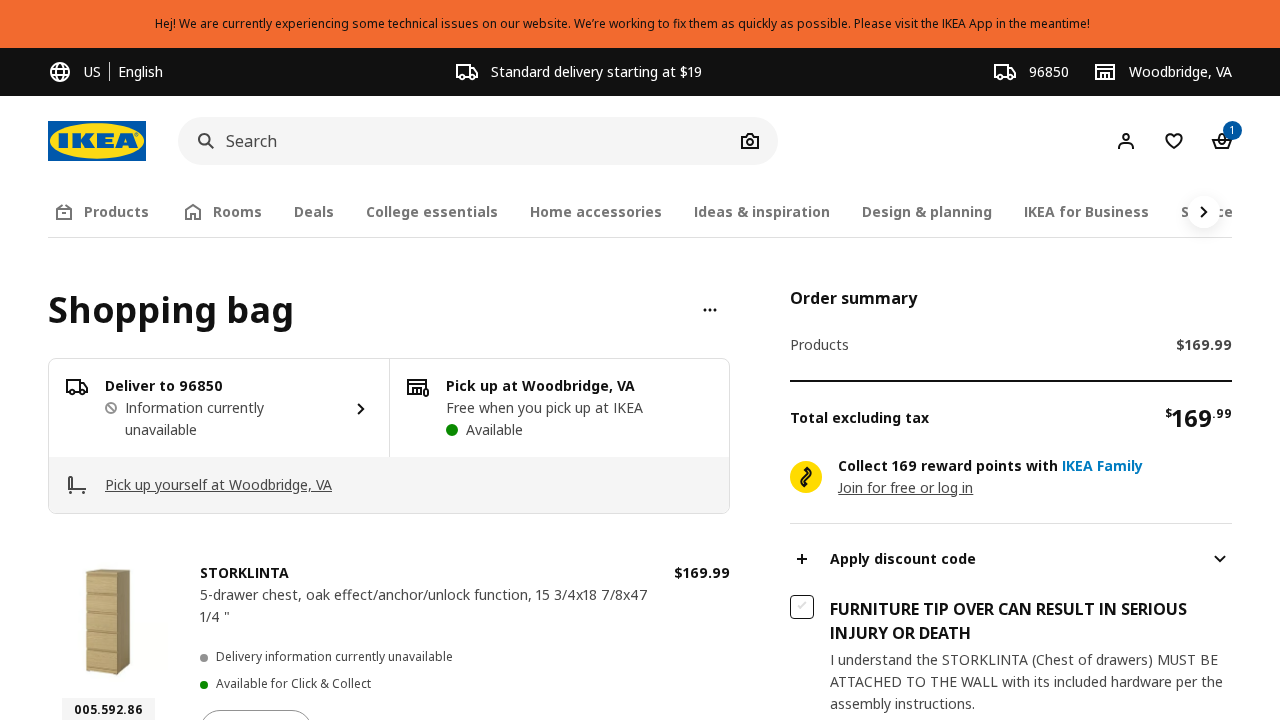 Hej! We are currently experiencing some technical issues on our website. We're working to fix them as quickly as possible. Please visit the IKEA App in the meantime!
US English
Standard delivery starting at $19
96850
Woodbridge, VA
IKEA
Search
1
Products
Rooms
Deals
College essentials
Home accessories
Ideas & inspiration
Design & planning
IKEA for Business
Shopping bag
Deliver to 96850
Information currently
unavailable
Pick up at Woodbridge, VA
Free when you pick up at IKEA
Available
Pick up yourself at Woodbridge, VA
STORKLINTA
$169.99
5-drawer chest, oak effect/anchor/unlock function, 15 3/4x18 7/8x47
1/4 "
Delivery information currently unavailable
Available for Click & Collect
005.592.86
Order summary
Products
$169.99
Total excluding tax
$169.99
Collect 169 reward points with IKEA Family
Join for free or log in
Apply discount code
FURNITURE TIP OVER CAN RESULT IN SERIOUS
INJURY OR DEATH
I understand the STORKLINTA (Chest of drawers) MUST BE
ATTACHED TO THE WALL with its included hardware per the
assembly instructions.